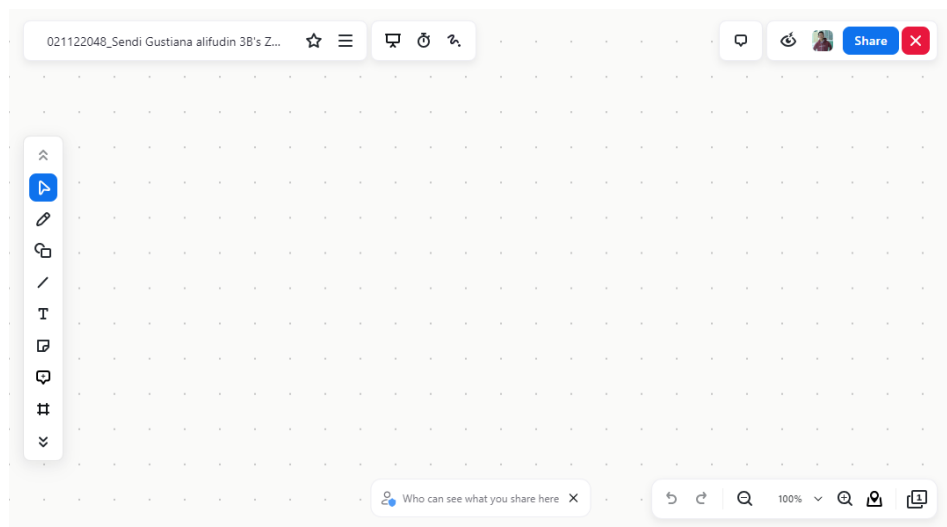 021122048_Sendi Gustiana alifudin 3B's Z...
Share
T
Who can see what you share here
100%
1